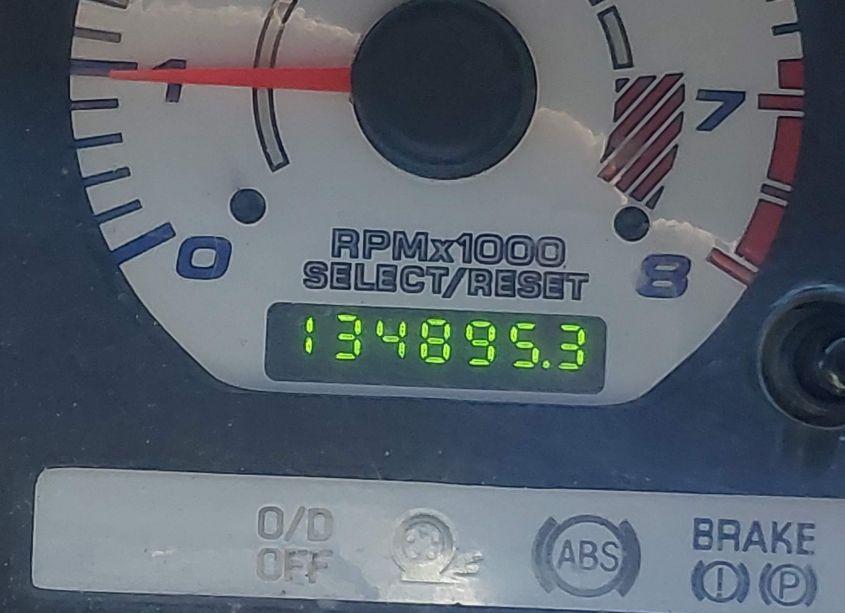 1
7
0
8
RPMx1000
SELECT/RESET
134895.3
O/D
OFF
ABS
BRAKE
(!) (P)